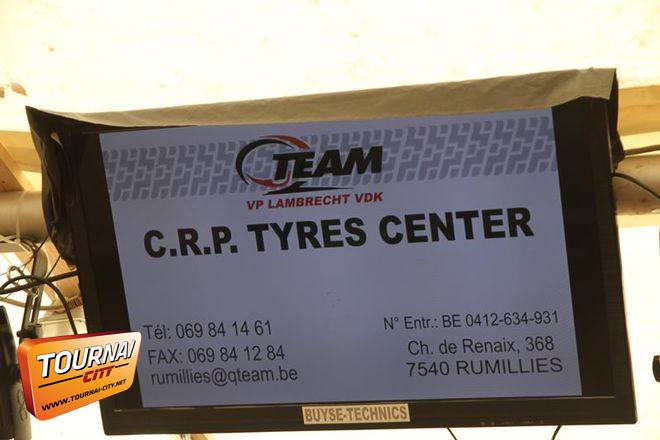 QTEAM
VP LAMBRECHT VDK
C.R.P. TYRES CENTER
Tél: 069 84 14 61
FAX: 069 84 12 84
rumillies@qteam.be
N° Entr.: BE 0412-634-931
Ch. de Renaix, 368
7540 RUMILLIES
BUYSE-TECHNICS
TOURNAI
CITY
WWW.TOURNAI-CITY.NET